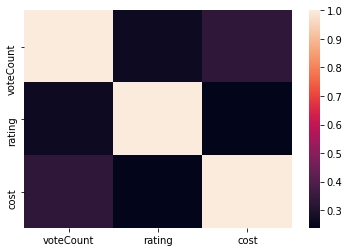 voteCount
rating
cost
voteCount
rating
cost
1.0
0.9
0.8
0.7
0.6
0.5
0.4
0.3